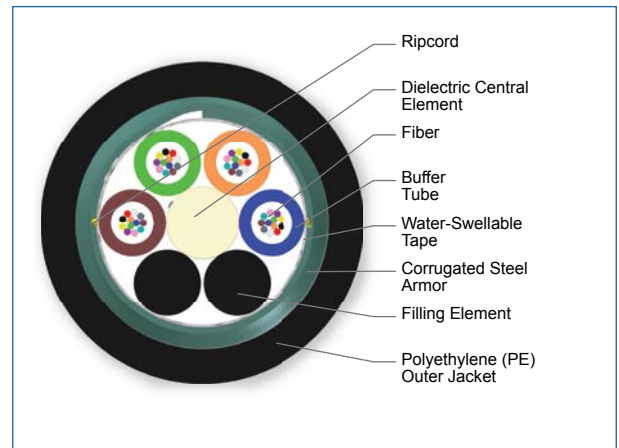 Ripcord
Dielectric Central
Element
Fiber
Buffer
Tube
Water-Swellable
Tape
Corrugated Steel
Armor
Filling Element
Polyethylene (PE)
Outer Jacket